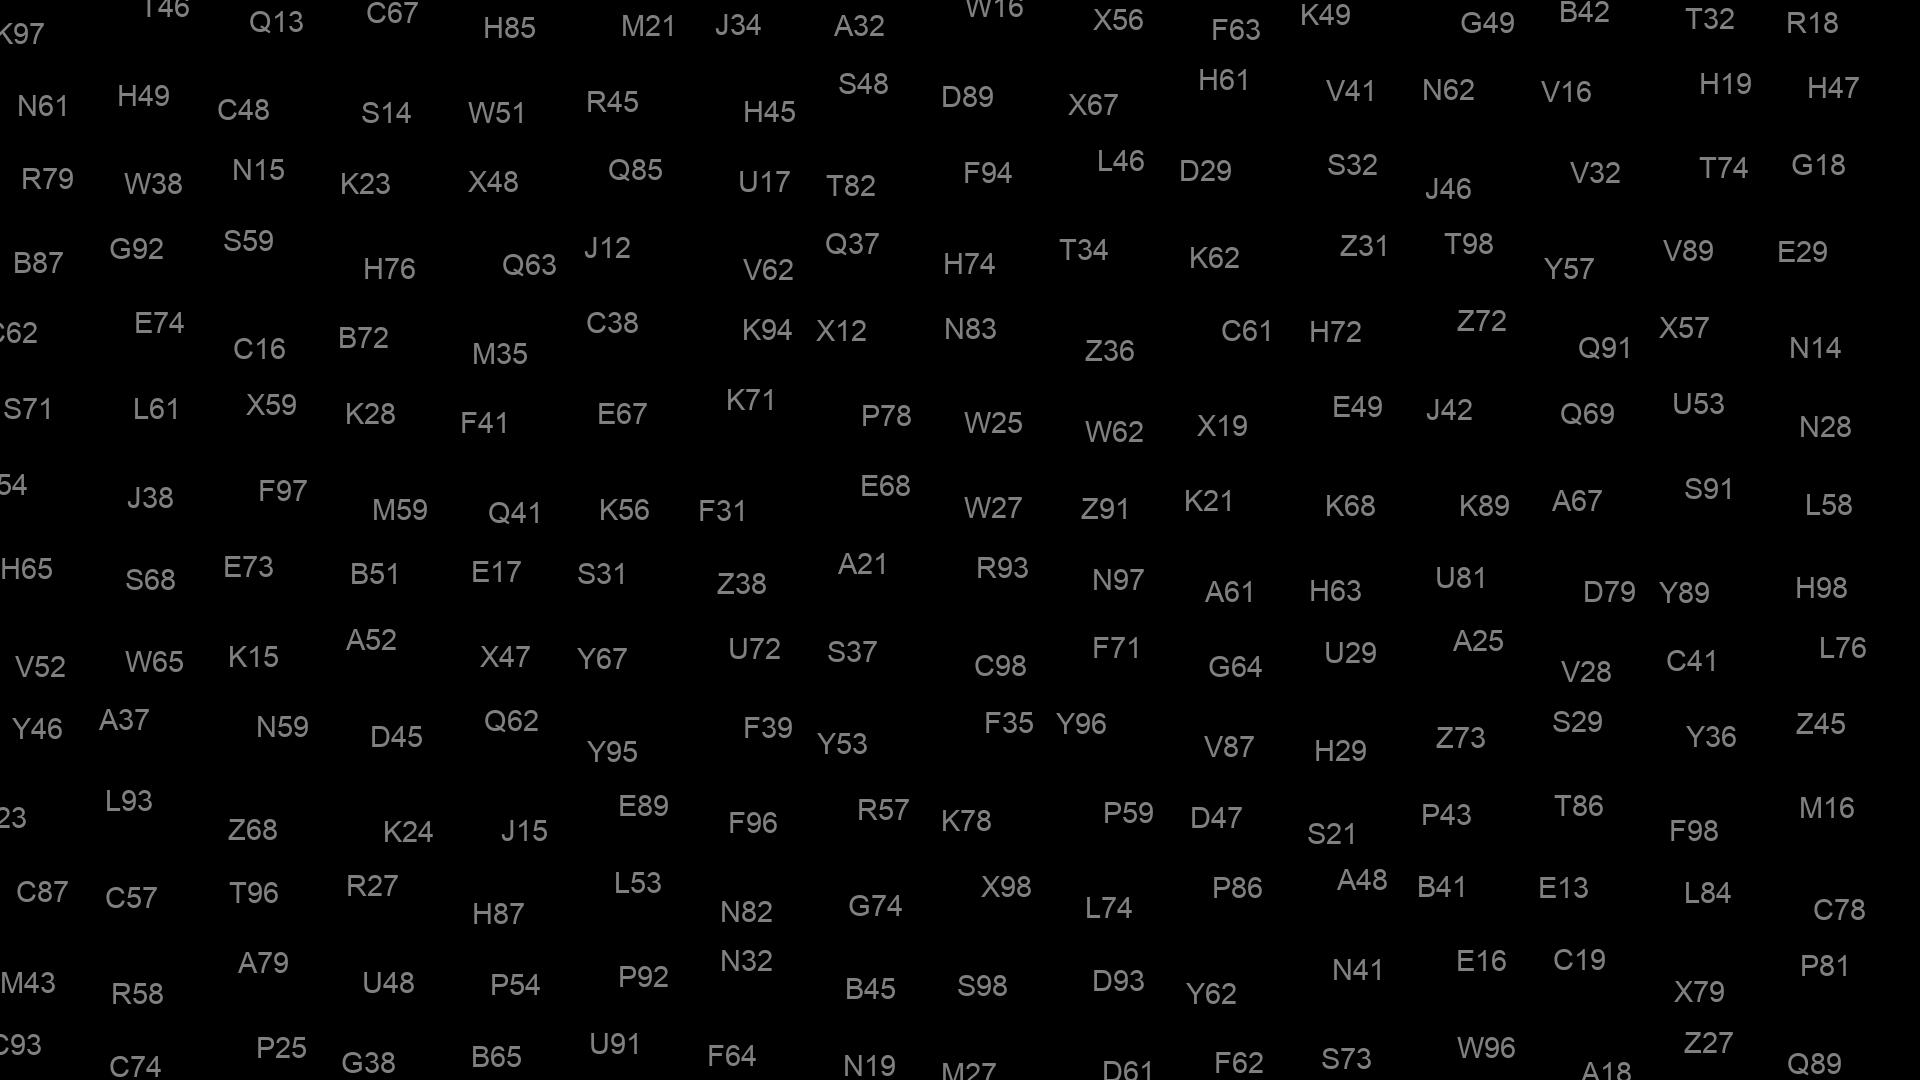 K97 T46 Q13 C67 H85 M21 J34 A32 W16 X56 F63 K49 G49 B42 T32 R18
N61 H49 C48 S14 W51 R45 H45 S48 D89 X67 H61 V41 N62 V16 H19 H47
R79 W38 N15 K23 X48 Q85 U17 T82 F94 L46 D29 S32 J46 V32 T74 G18
B87 G92 S59 H76 Q63 J12 V62 Q37 H74 T34 K62 Z31 T98 Y57 V89 E29
C62 E74 C16 B72 M35 C38 K94 X12 N83 Z36 C61 H72 Z72 Q91 X57 N14
S71 L61 X59 K28 F41 E67 K71 P78 W25 W62 X19 E49 J42 Q69 U53 N28
54 J38 F97 M59 Q41 K56 F31 E68 W27 Z91 K21 K68 K89 A67 S91 L58
H65 S68 E73 B51 E17 S31 Z38 A21 R93 N97 A61 H63 U81 D79 Y89 H98
V52 W65 K15 A52 X47 Y67 U72 S37 C98 F71 G64 U29 A25 V28 C41 L76
Y46 A37 N59 D45 Q62 Y95 F39 Y53 F35 Y96 V87 H29 Z73 S29 Y36 Z45
23 L93 Z68 K24 J15 E89 F96 R57 K78 P59 D47 S21 P43 T86 F98 M16
C87 C57 T96 R27 H87 L53 N82 G74 X98 L74 P86 A48 B41 E13 L84 C78
M43 R58 A79 U48 P54 P92 N32 B45 S98 D93 Y62 N41 E16 C19 X79 P81
C93 C74 P25 G38 B65 U91 F64 N19 M27 D61 F62 S73 W96 A18 Z27 Q89